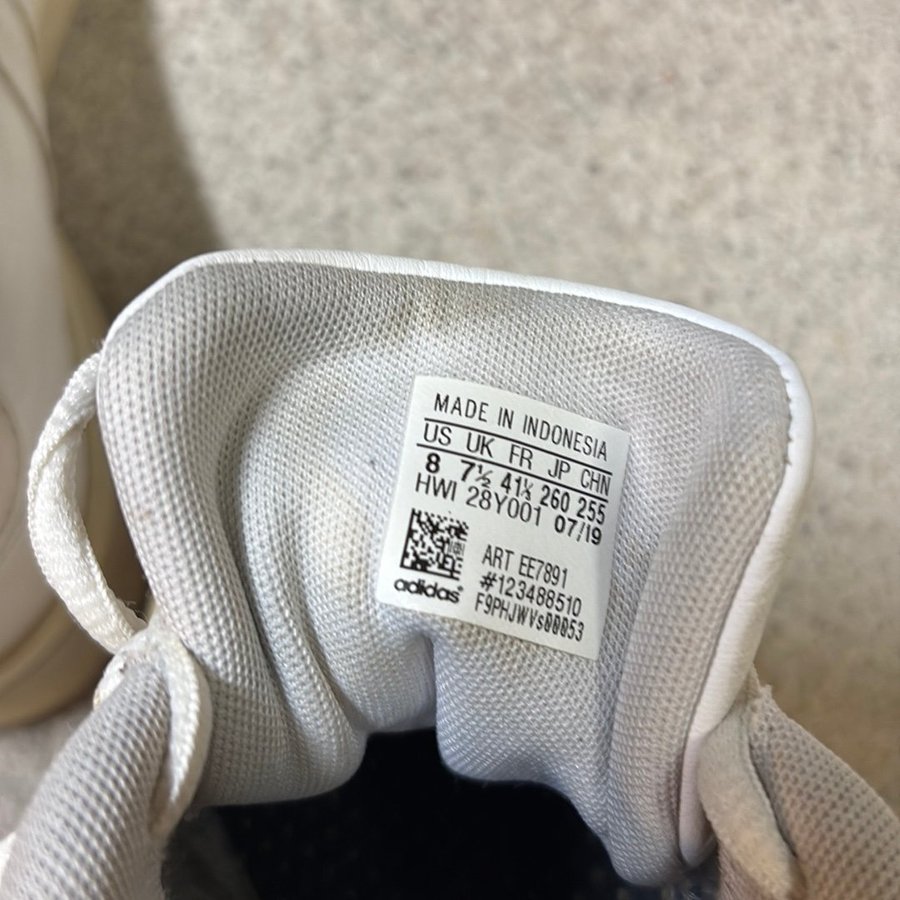 MADE IN INDONESIA
US UK FR JP CHN
8 7½ 41⅓ 260 255
HWI 28Y001 07/19
ART EE7891
#123488510
adidas
F9PHJWVs00053